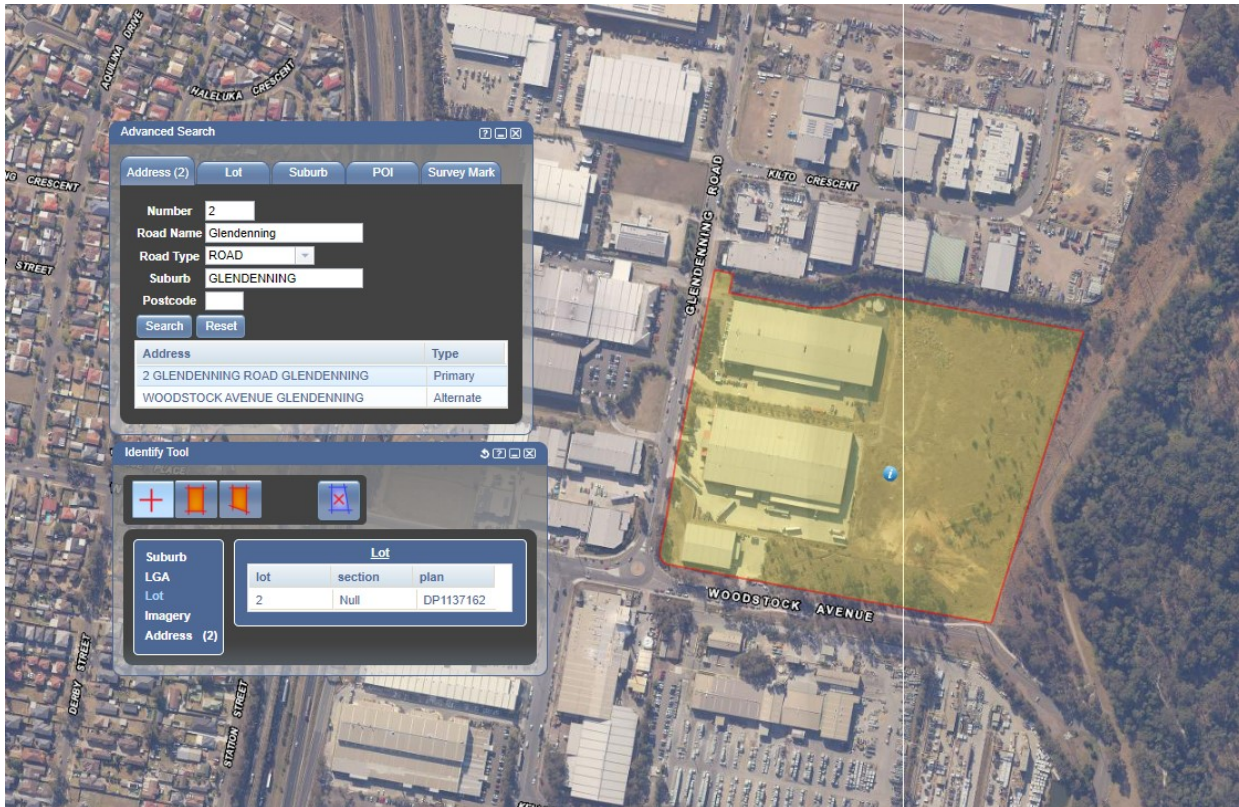 AQUILINA DRIVE
HALELUKA CRESCENT
Advanced Search
Address (2) Lot Suburb POI Survey Mark
Number 2
Road Name Glendenning
Road Type ROAD
Suburb GLENDENNING
Postcode
Search Reset
Address Type
2 GLENDENNING ROAD GLENDENNING Primary
WOODSTOCK AVENUE GLENDENNING Alternate
Identify Tool
PLACE
Suburb
LGA
Lot
Imagery
Address (2)
Lot
lot section plan
2 Null DP1137162
CRESCENT
STREET
KILTO CRESCENT
GLENDENNING ROAD
WOODSTOCK AVENUE
DERBY STREET
STATION STREET